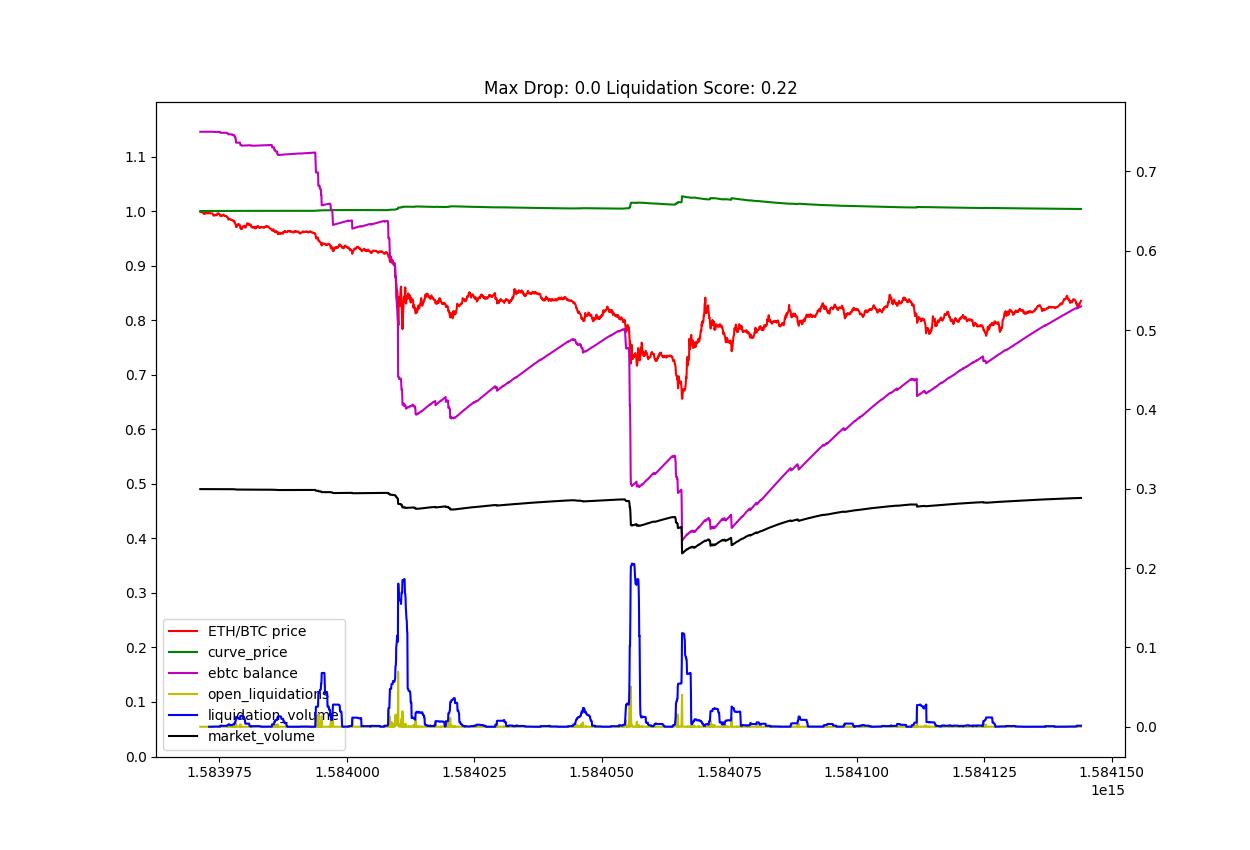 Max Drop: 0.0 Liquidation Score: 0.22
1.1
1.0
0.9
0.8
0.7
0.6
0.5
0.4
0.3
0.2
0.1
0.0
0.7
0.6
0.5
0.4
0.3
0.2
0.1
0.0
ETH/BTC price
curve_price
ebtc balance
open_liquidations
liquidation_volume
market_volume
1.583975 1.584000 1.584025 1.584050 1.584075 1.584100 1.584125 1.584150
1e15